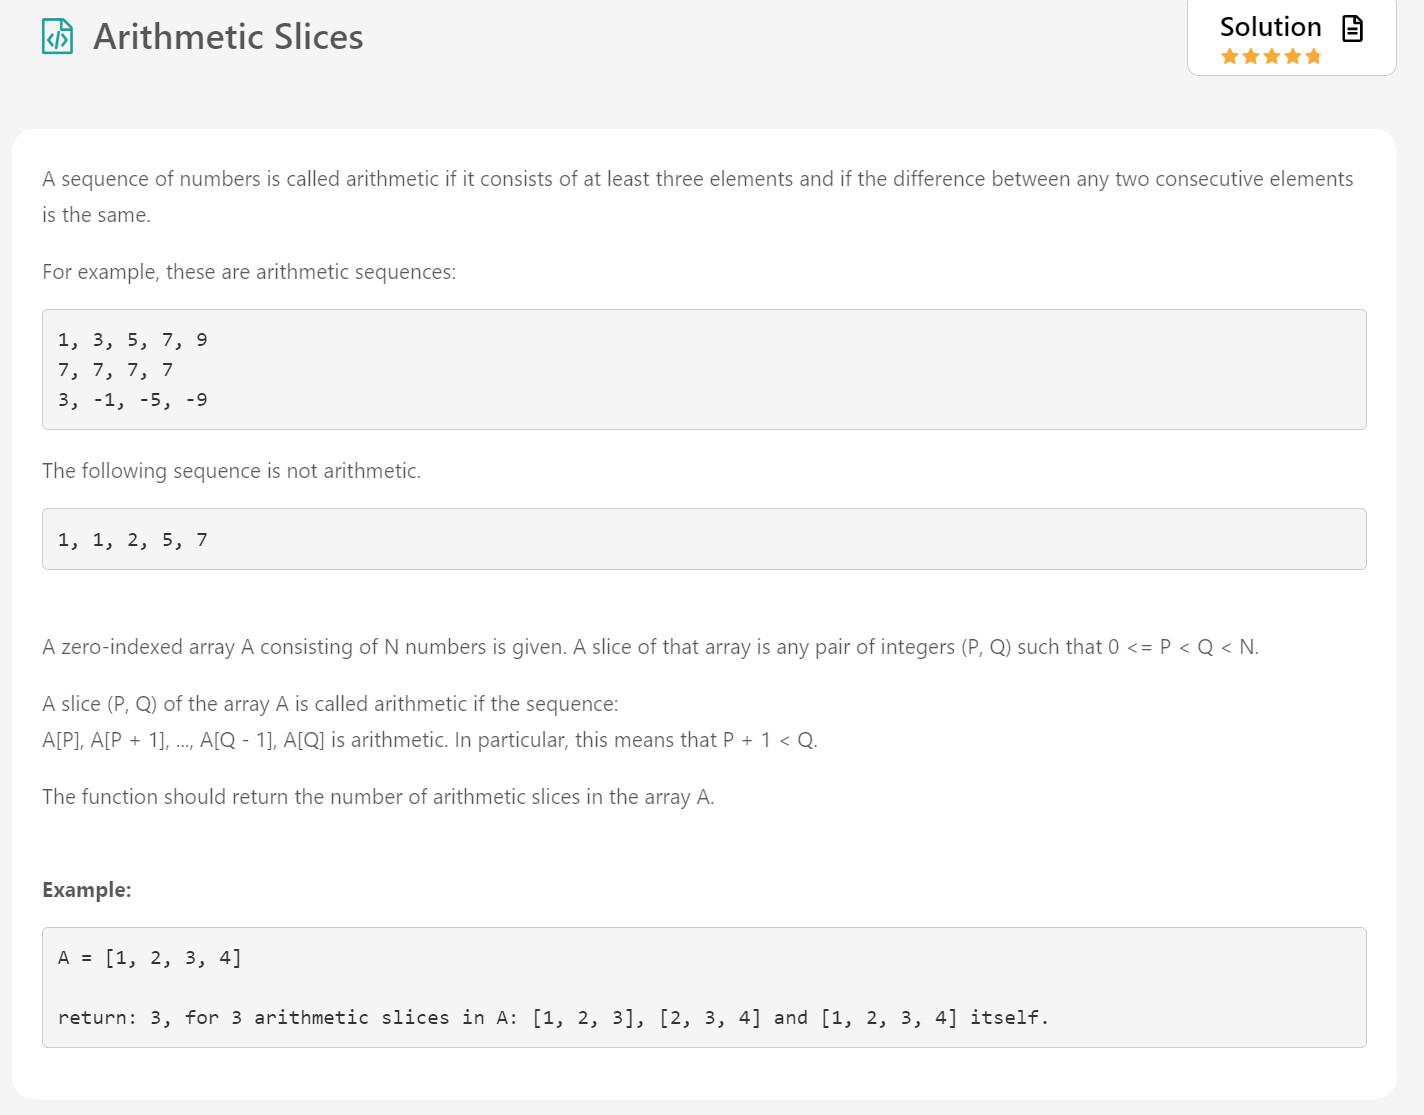 Arithmetic Slices
Solution
A sequence of numbers is called arithmetic if it consists of at least three elements and if the difference between any two consecutive elements
is the same.
For example, these are arithmetic sequences:
1, 3, 5, 7, 9
7, 7, 7, 7
3, -1, -5, -9
The following sequence is not arithmetic.
1, 1, 2, 5, 7
A zero-indexed array A consisting of N numbers is given. A slice of that array is any pair of integers (P, Q) such that 0 <= P < Q < N.
A slice (P, Q) of the array A is called arithmetic if the sequence:
A[P], A[P + 1], ..., A[Q - 1], A[Q] is arithmetic. In particular, this means that P + 1 < Q.
The function should return the number of arithmetic slices in the array A.
Example:
A = [1, 2, 3, 4]
return: 3, for 3 arithmetic slices in A: [1, 2, 3], [2, 3, 4] and [1, 2, 3, 4] itself.